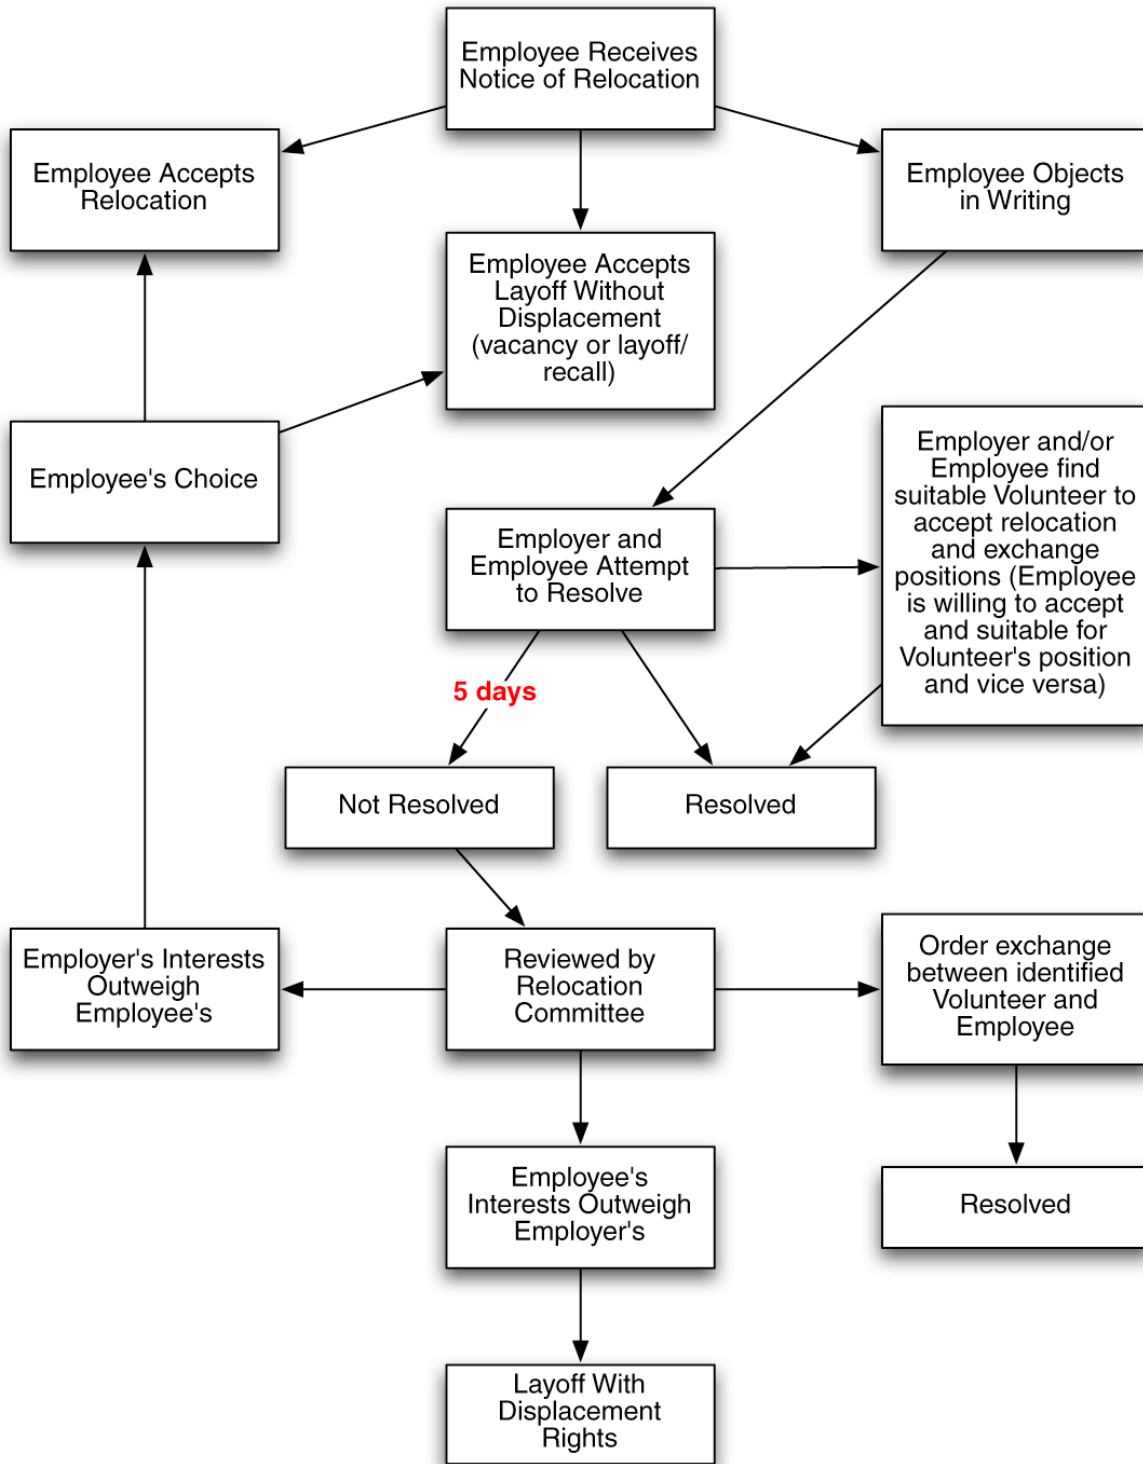 Employee Receives
Notice of Relocation
Employee Accepts
Relocation
Employee Objects
in Writing
Employee Accepts
Layoff Without
Displacement
(vacancy or layoff/
recall)
Employee's Choice
Employer and/or
Employee find
suitable Volunteer to
accept relocation
and exchange
positions (Employee
is willing to accept
and suitable for
Volunteer's position
and vice versa)
Employer and
Employee Attempt
to Resolve
5 days
Not Resolved
Resolved
Employer's Interests
Outweigh
Employee's
Reviewed by
Relocation
Committee
Order exchange
between identified
Volunteer and
Employee
Employee's
Interests Outweigh
Employer's
Resolved
Layoff With
Displacement
Rights